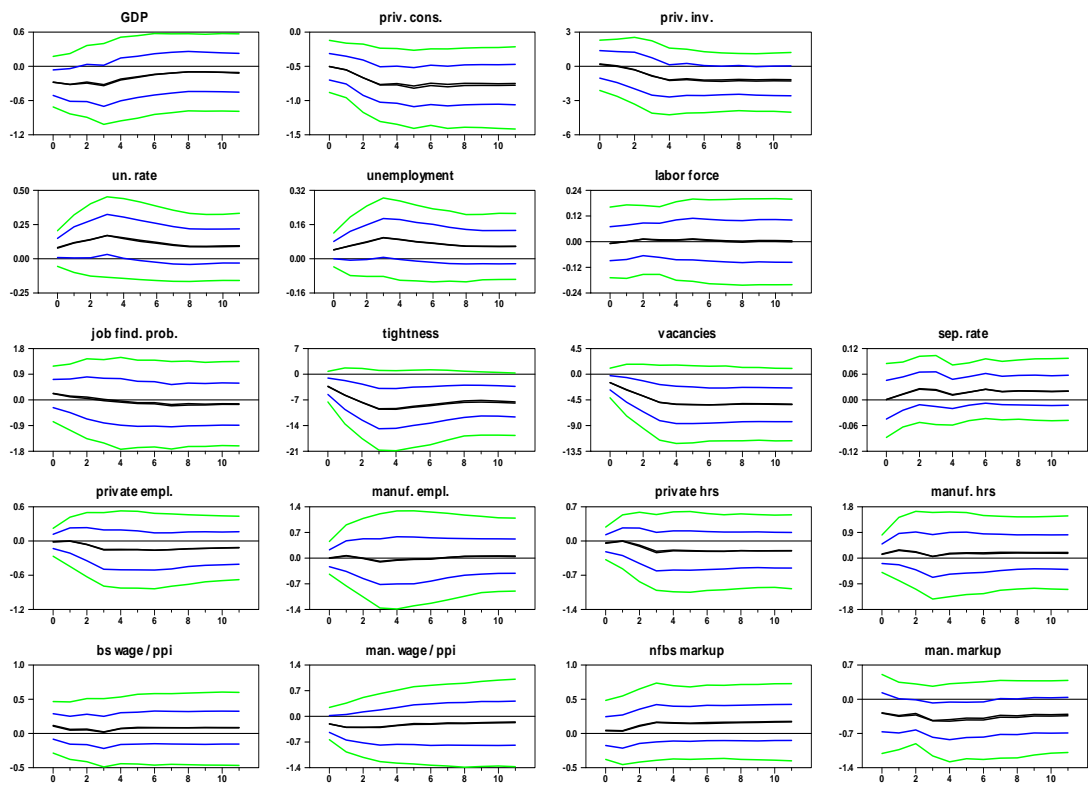 GDP priv. cons. priv. inv.
0.6 0.0 3
0.0 -0.5 0
-0.6 -1.0 -3
-1.2 -1.5 -6
0 2 4 6 8 10 0 2 4 6 8 10 0 2 4 6 8 10
un. rate unemployment labor force
0.50 0.32 0.24
0.25 0.16 0.12
0.00 0.00 0.00
-0.12
-0.25 -0.16 -0.24
0 2 4 6 8 10 0 2 4 6 8 10 0 2 4 6 8 10
job find. prob. tightness vacancies sep. rate
1.8 7 4.5 0.12
0.9 0 0.0 0.06
0.0 -7 -4.5 0.00
-0.9 -14 -9.0 -0.06
-1.8 -21 -13.5 -0.12
0 2 4 6 8 10 0 2 4 6 8 10 0 2 4 6 8 10 0 2 4 6 8 10
private empl. manuf. empl. private hrs manuf. hrs
0.6 1.4 0.7 1.8
0.7 0.9
0.0 0.0 0.0 0.0
-0.6 -0.7 -0.7 -0.9
-1.2 -1.4 -1.4 -1.8
0 2 4 6 8 10 0 2 4 6 8 10 0 2 4 6 8 10 0 2 4 6 8 10
bs wage / ppi man. wage / ppi nfbs markup man. markup
1.0 1.4 1.0 0.7
0.5 0.7 0.5 0.0
0.0 0.0 0.0 -0.7
-0.7
-0.5 -1.4 -0.5 -1.4
0 2 4 6 8 10 0 2 4 6 8 10 0 2 4 6 8 10 0 2 4 6 8 10